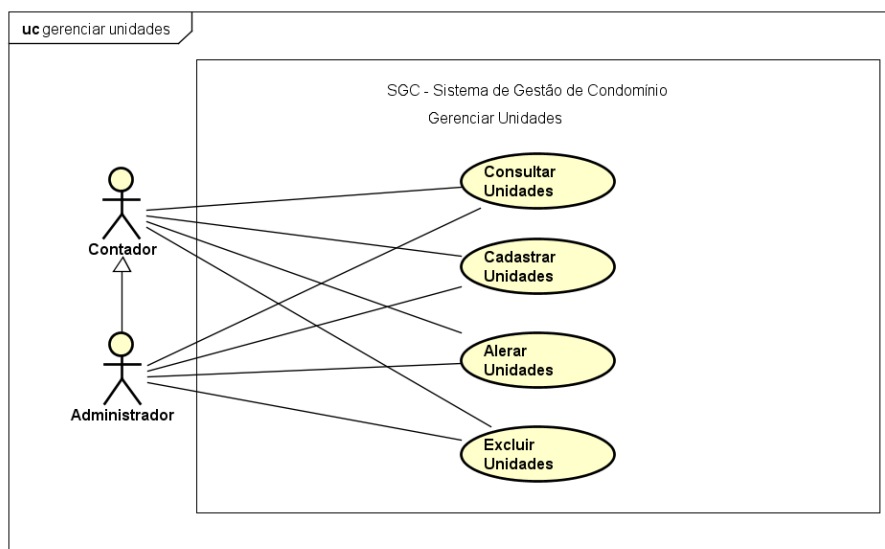 uc gerenciar unidades
SGC - Sistema de Gestão de Condomínio
Gerenciar Unidades
Consultar
Unidades
Contador
Cadastrar
Unidades
Alerar
Unidades
Administrador
Excluir
Unidades